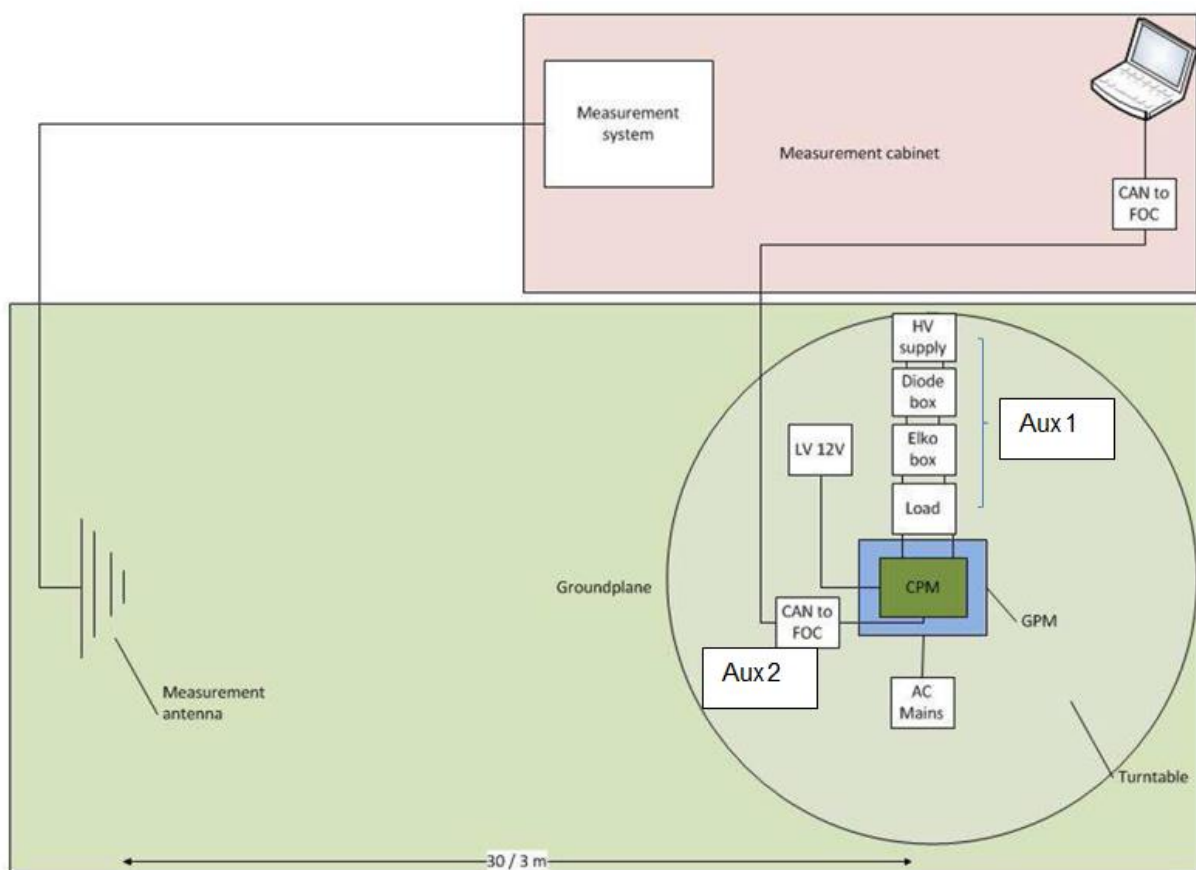 Measurement
system
Measurement cabinet
CAN to
FOC
HV
supply
Diode
box
Aux 1
LV 12V
Elko
box
Load
Groundplane
CPM
CAN to
FOC
GPM
Aux 2
AC
Mains
Measurement
antenna
Turntable
30 / 3 m